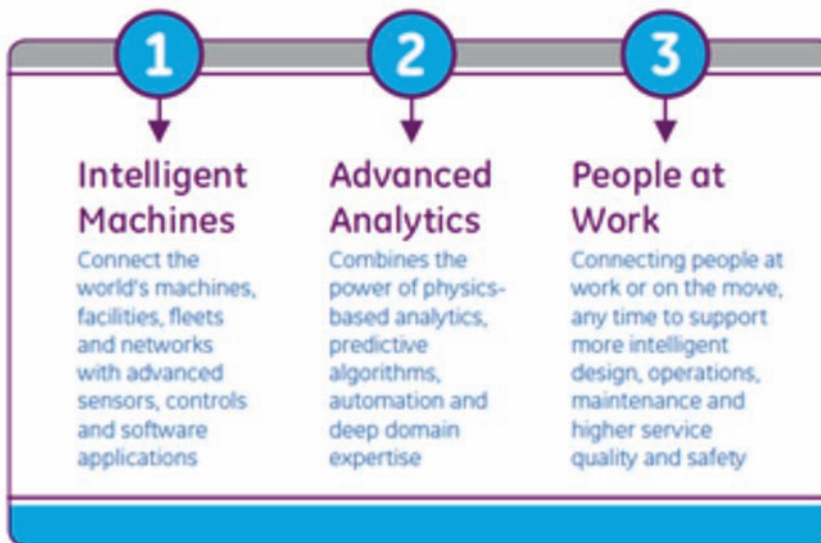 1
Intelligent
Machines
Connect the
world's machines,
facilities, fleets
and networks
with advanced
sensors, controls
and software
applications
2
Advanced
Analytics
Combines the
power of physics-
based analytics,
predictive
algorithms,
automation and
deep domain
expertise
3
People at
Work
Connecting people at
work or on the move,
any time to support
more intelligent
design, operations,
maintenance and
higher service
quality and safety